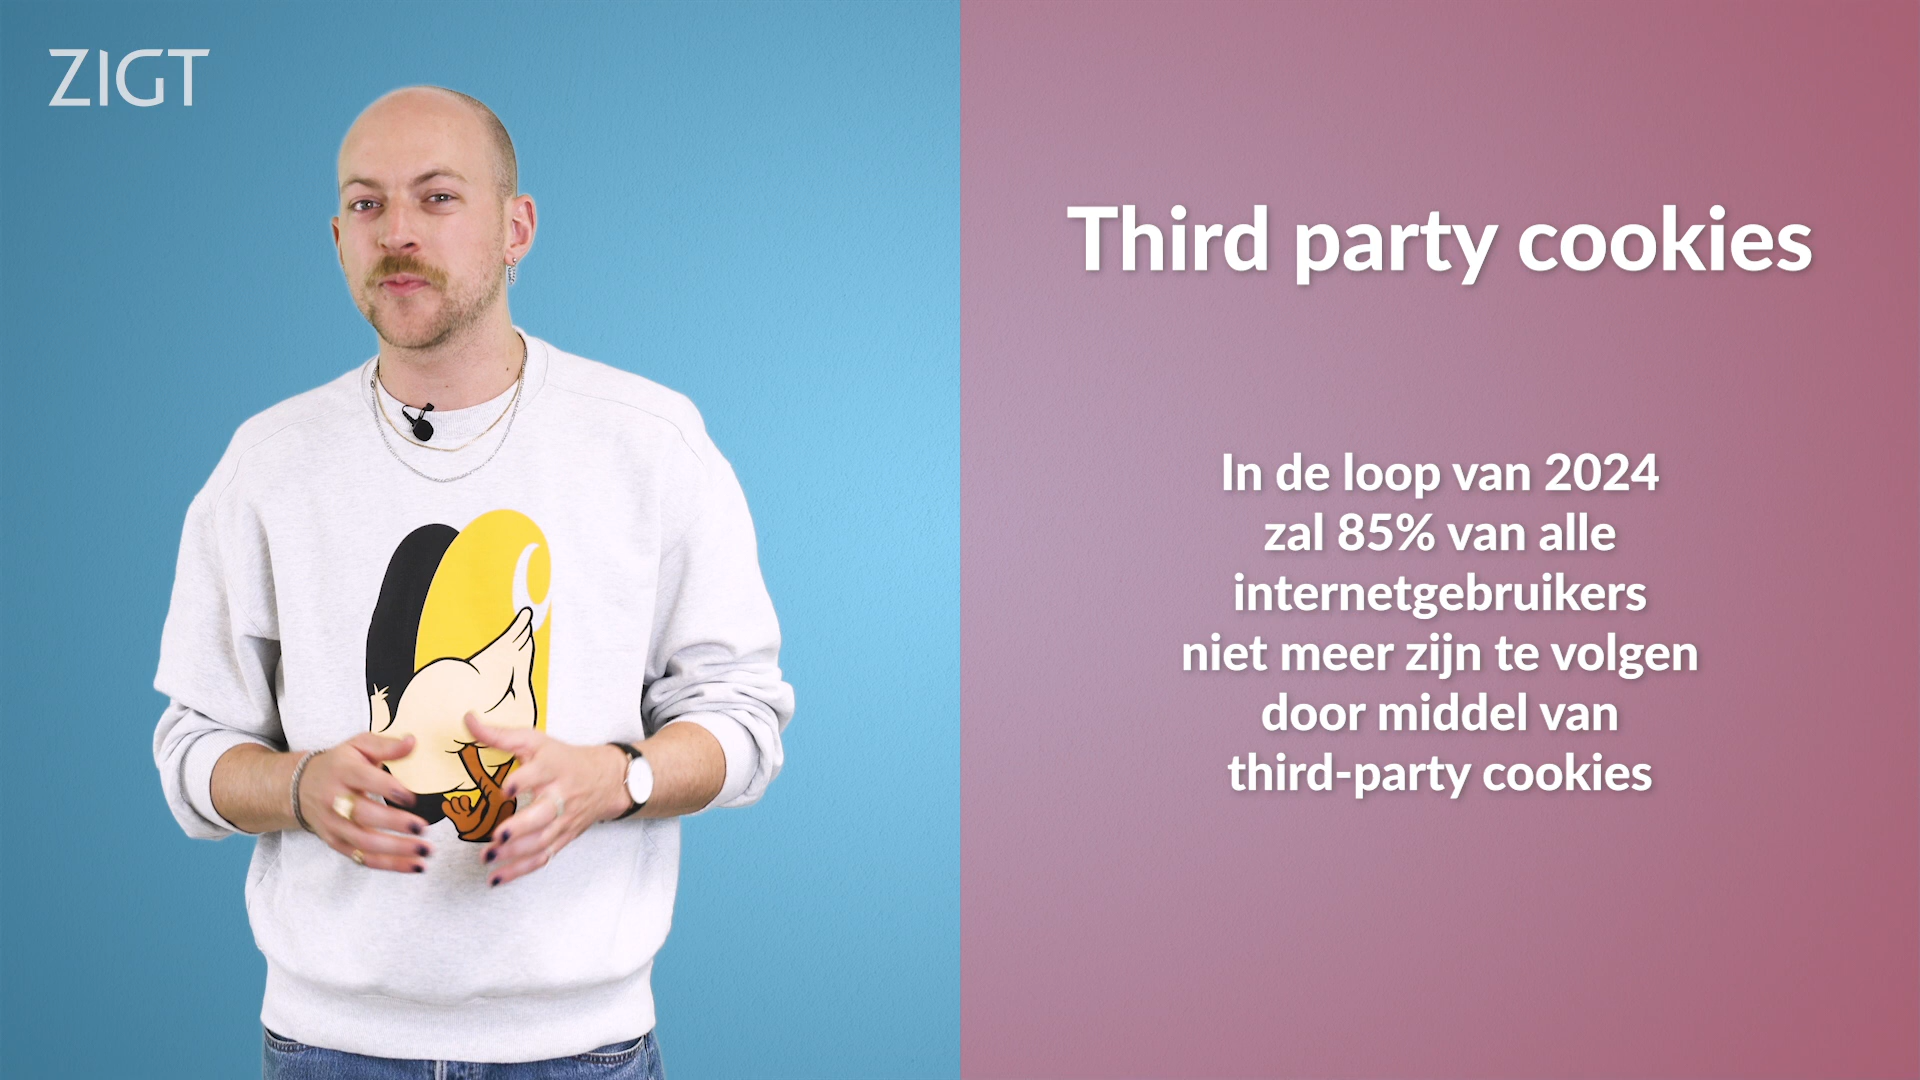 ZIGT
Third party cookies
In de loop van 2024
zal 85% van alle
internetgebruikers
niet meer zijn te volgen
door middel van
third-party cookies